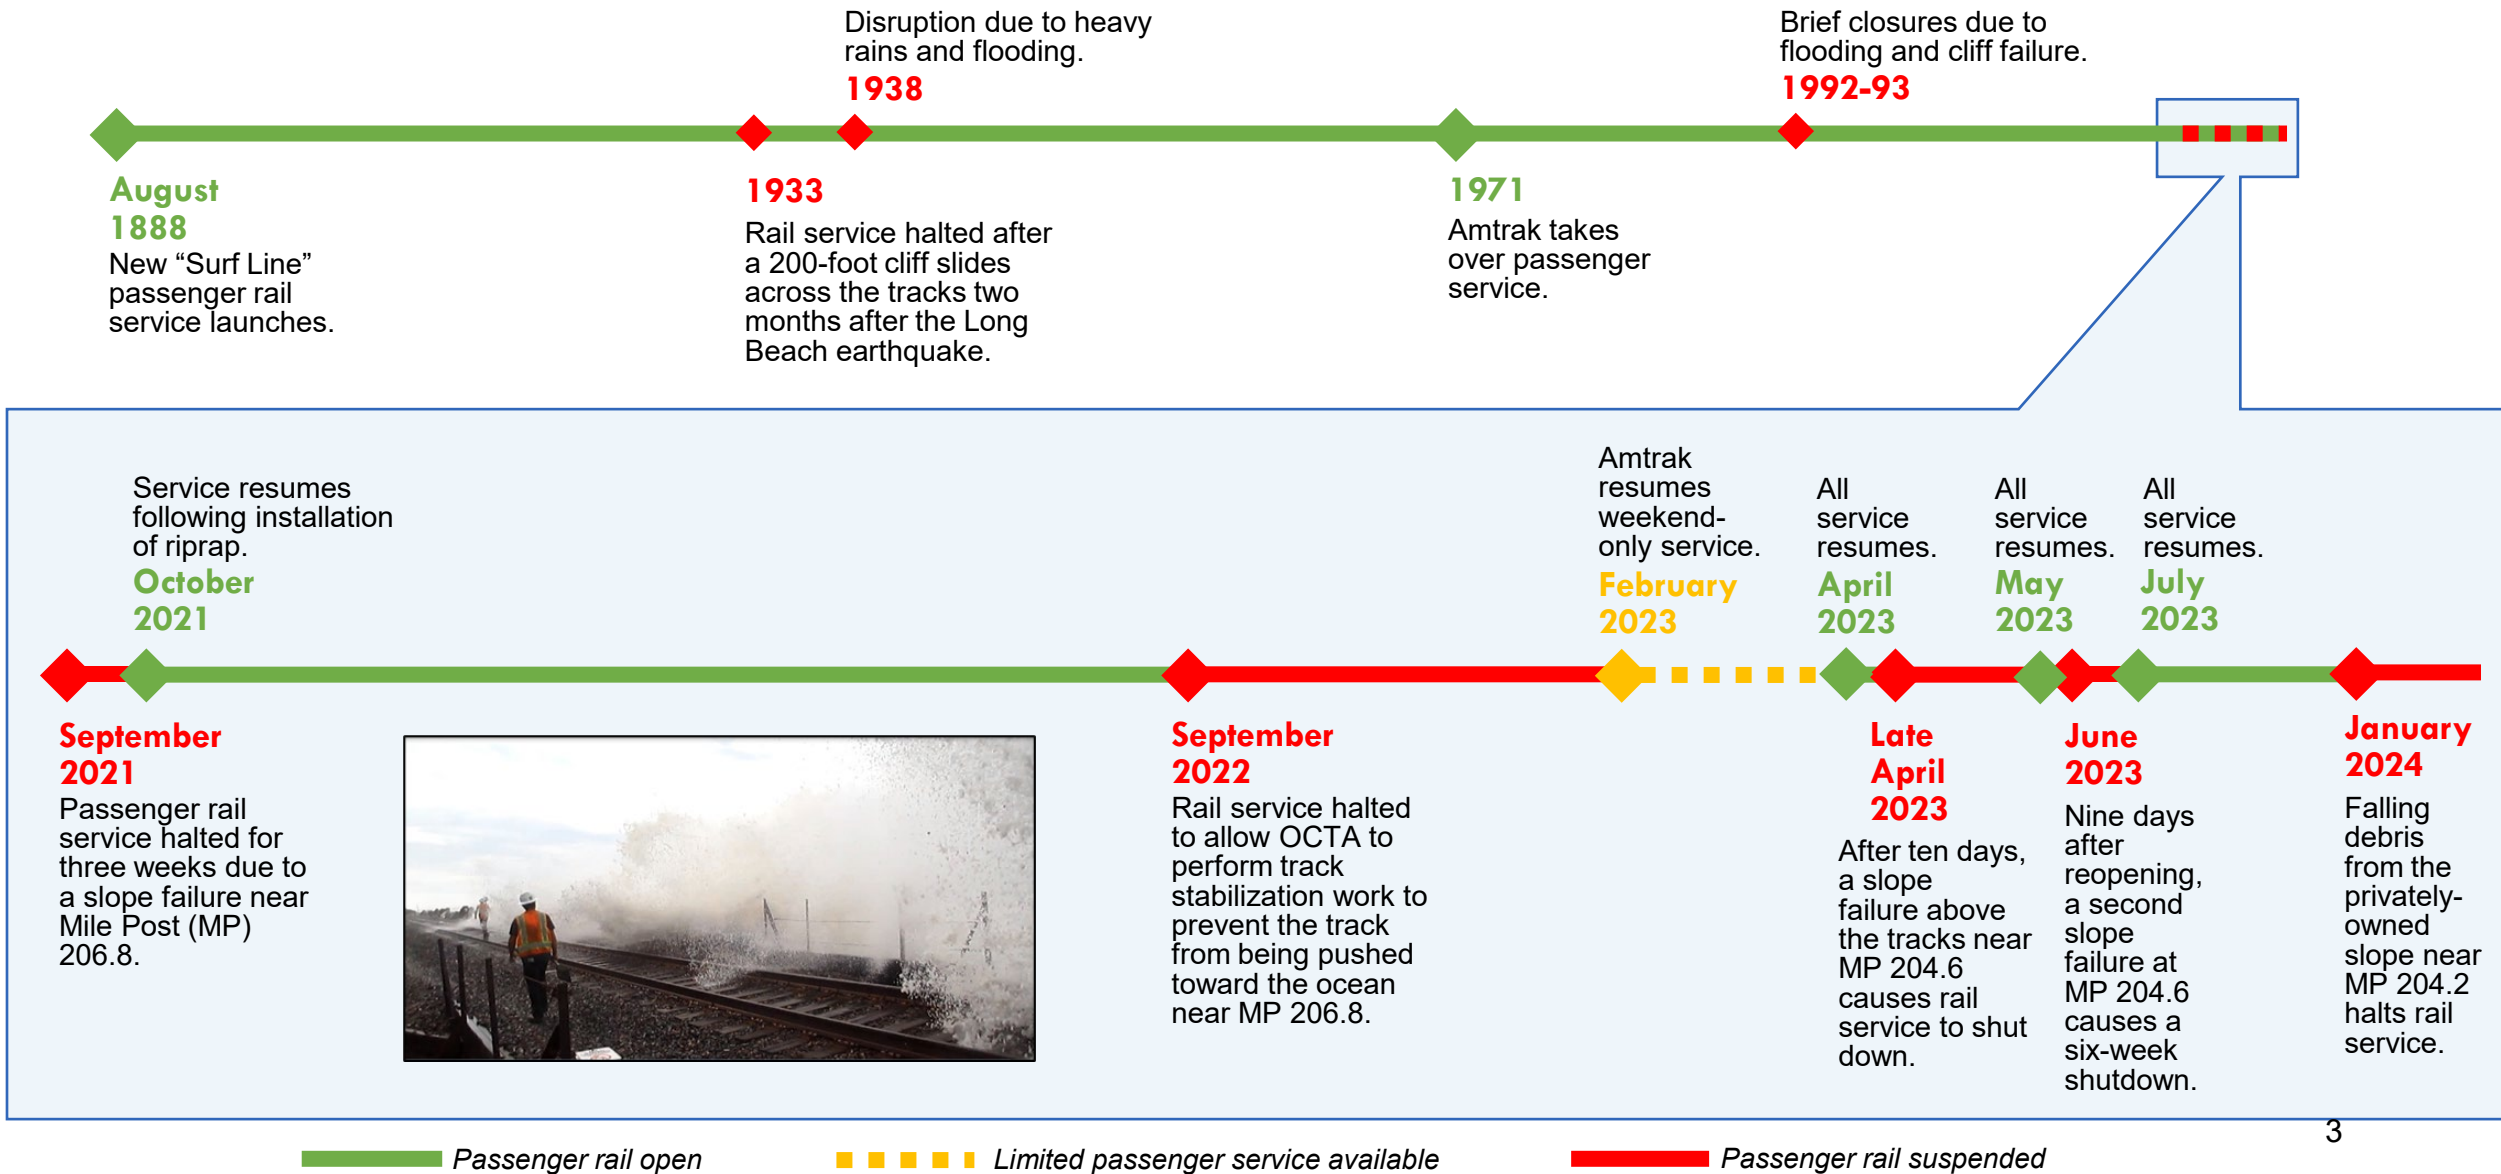 Disruption due to heavy
rains and flooding.
1938
Brief closures due to
flooding and cliff failure.
1992-93
August
1888
New “Surf Line”
passenger rail
service launches.
1933
Rail service halted after
a 200-foot cliff slides
across the tracks two
months after the Long
Beach earthquake.
1971
Amtrak takes
over passenger
service.
Service resumes
following installation
of riprap.
October
2021
Amtrak
resumes
weekend-
only service.
February
2023
All
service
resumes.
April
2023
All
service
resumes.
May
2023
All
service
resumes.
July
2023
September
2021
Passenger rail
service halted for
three weeks due to
a slope failure near
Mile Post (MP)
206.8.
September
2022
Rail service halted
to allow OCTA to
perform track
stabilization work to
prevent the track
from being pushed
toward the ocean
near MP 206.8.
Late
April
2023
After ten days,
a slope
failure above
the tracks near
MP 204.6
causes rail
service to shut
down.
June
2023
Nine days
after
reopening,
a second
slope
failure at
MP 204.6
causes a
six-week
shutdown.
January
2024
Falling
debris
from the
privately-
owned
slope near
MP 204.2
halts rail
service.
3
Passenger rail open
Limited passenger service available
Passenger rail suspended